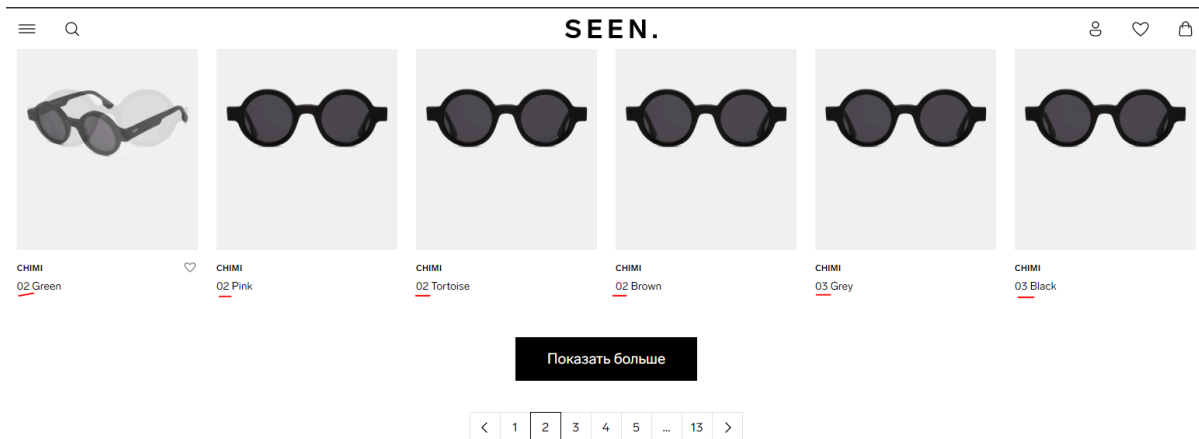 SEEN.
CHIMI
02 Green
CHIMI
02 Pink
CHIMI
02 Tortoise
CHIMI
02 Brown
CHIMI
03 Grey
CHIMI
03 Black
Показать больше
1 2 3 4 5 ... 13